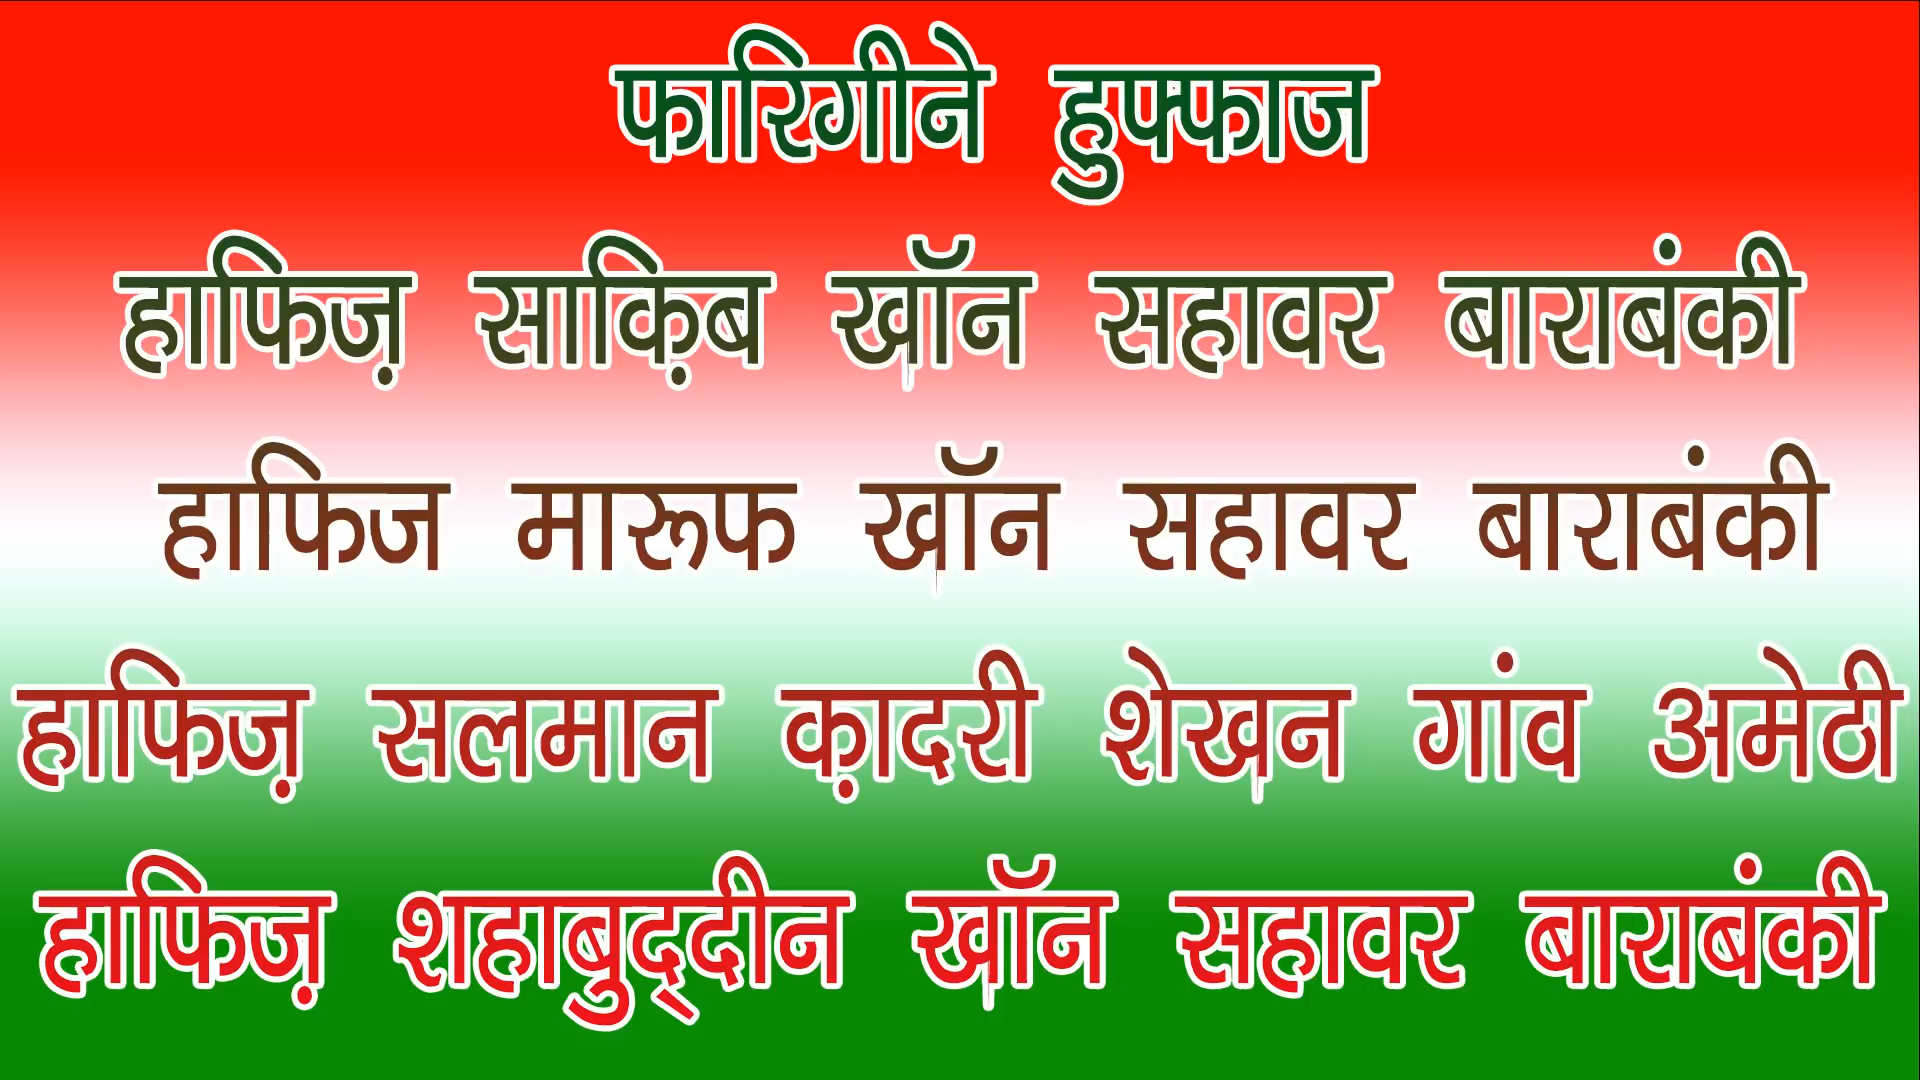 फारिगीने हुफ्फाज
हाफिज़ साक़िब खॉन सहावर बाराबंकी
हाफिज मारूफ खॉन सहावर बाराबंकी
हाफिज़ सलमान क़ादरी शेखन गांव अमेठी
हाफिज़ शहाबुद्दीन खॉन सहावर बाराबंकी